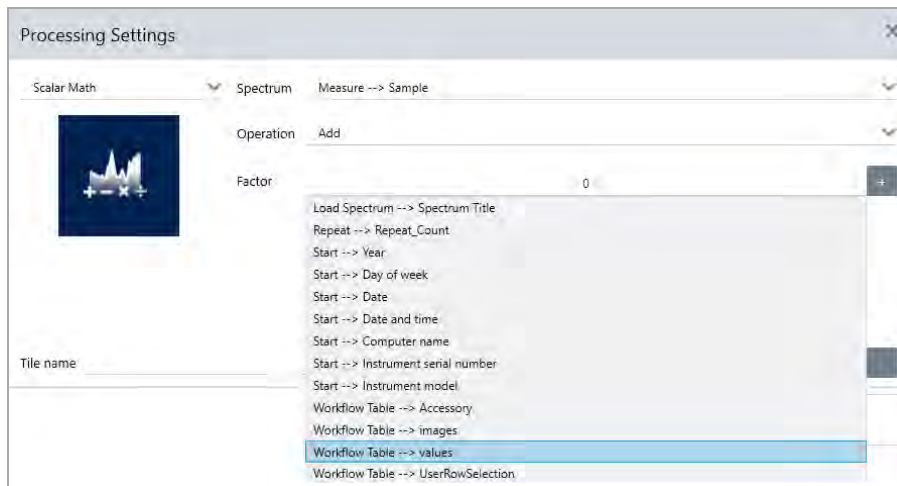 Processing Settings
Scalar Math
Spectrum Measure --> Sample
Operation Add
Factor 0 +
Load Spectrum --> Spectrum Title
Repeat --> Repeat_Count
Start --> Year
Start --> Day of week
Start --> Date
Start --> Date and time
Start --> Computer name
Start --> Instrument serial number
Start --> Instrument model
Workflow Table --> Accessory
Workflow Table --> images
Workflow Table --> values
Workflow Table --> UserRowSelection
Tile name